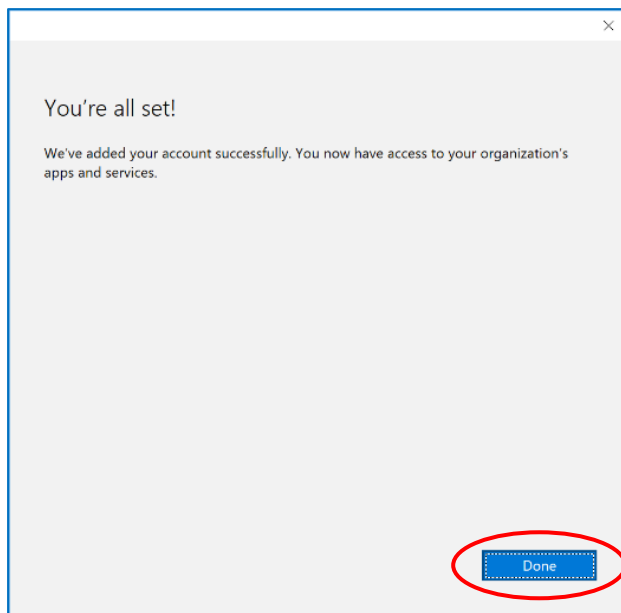 You're all set!
We've added your account successfully. You now have access to your organization's
apps and services.
Done